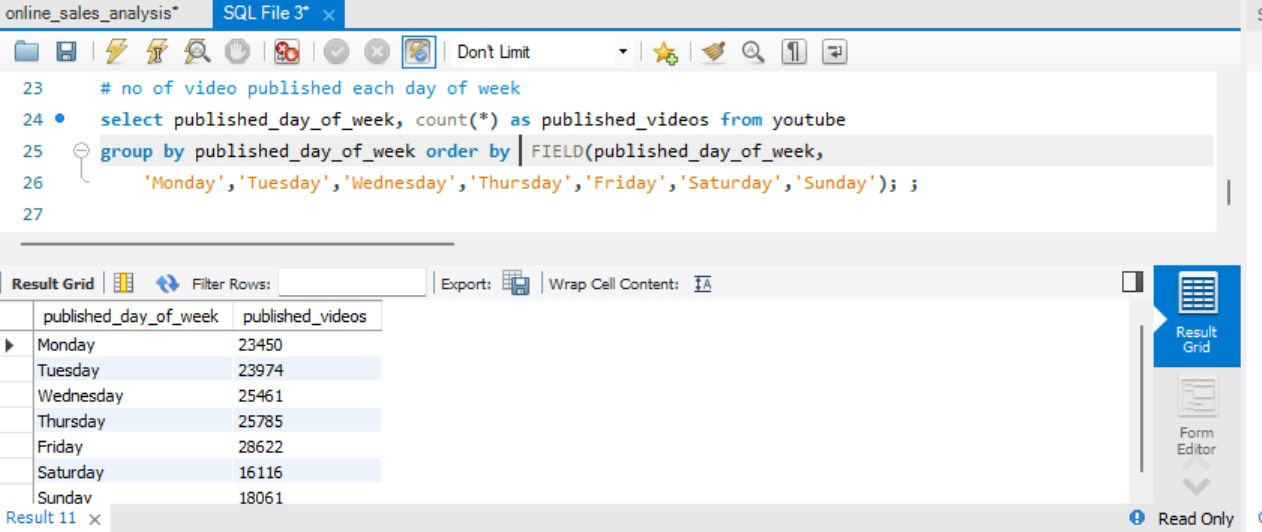 online_sales_analysis* SQL File 3*
Don't Limit
23 # no of video published each day of week
24 select published_day_of_week, count(*) as published_videos from youtube
25 group by published_day_of_week order by FIELD(published_day_of_week,
26 'Monday','Tuesday','Wednesday','Thursday','Friday','Saturday','Sunday'); ;
27
Result Grid Filter Rows: Export: Wrap Cell Content:
published_day_of_week published_videos
Monday 23450
Tuesday 23974
Wednesday 25461
Thursday 25785
Friday 28622
Saturday 16116
Sunday 18061
Result
Grid
Form
Editor
Result 11 Read Only